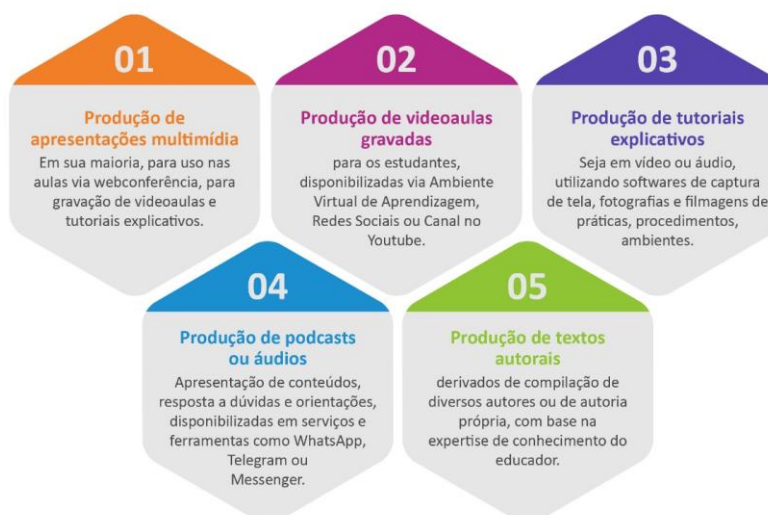 01
Produção de
apresentações multimídia
Em sua maioria, para uso nas
aulas via webconferência, para
gravação de videoaulas e
tutoriais explicativos.
02
Produção de videoaulas
gravadas
para os estudantes,
disponibilizadas via Ambiente
Virtual de Aprendizagem,
Redes Sociais ou Canal no
Youtube.
03
Produção de tutoriais
explicativos
Seja em vídeo ou áudio,
utilizando softwares de captura
de tela, fotografias e filmagens de
práticas, procedimentos,
ambientes.
04
Produção de podcasts
ou áudios
Apresentação de conteúdos,
resposta a dúvidas e orientações,
disponibilizadas em serviços e
ferramentas como WhatsApp,
Telegram ou
Messenger.
05
Produção de textos
autorais
derivados de compilação de
diversos autores ou de autoria
própria, com base na
expertise de conhecimento do
educador.